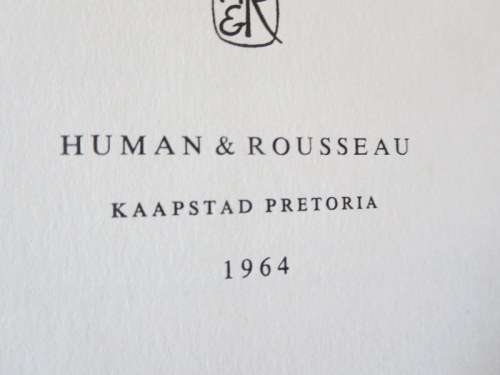 &R
HUMAN & ROUSSEAU
KAAPSTAD PRETORIA
1964